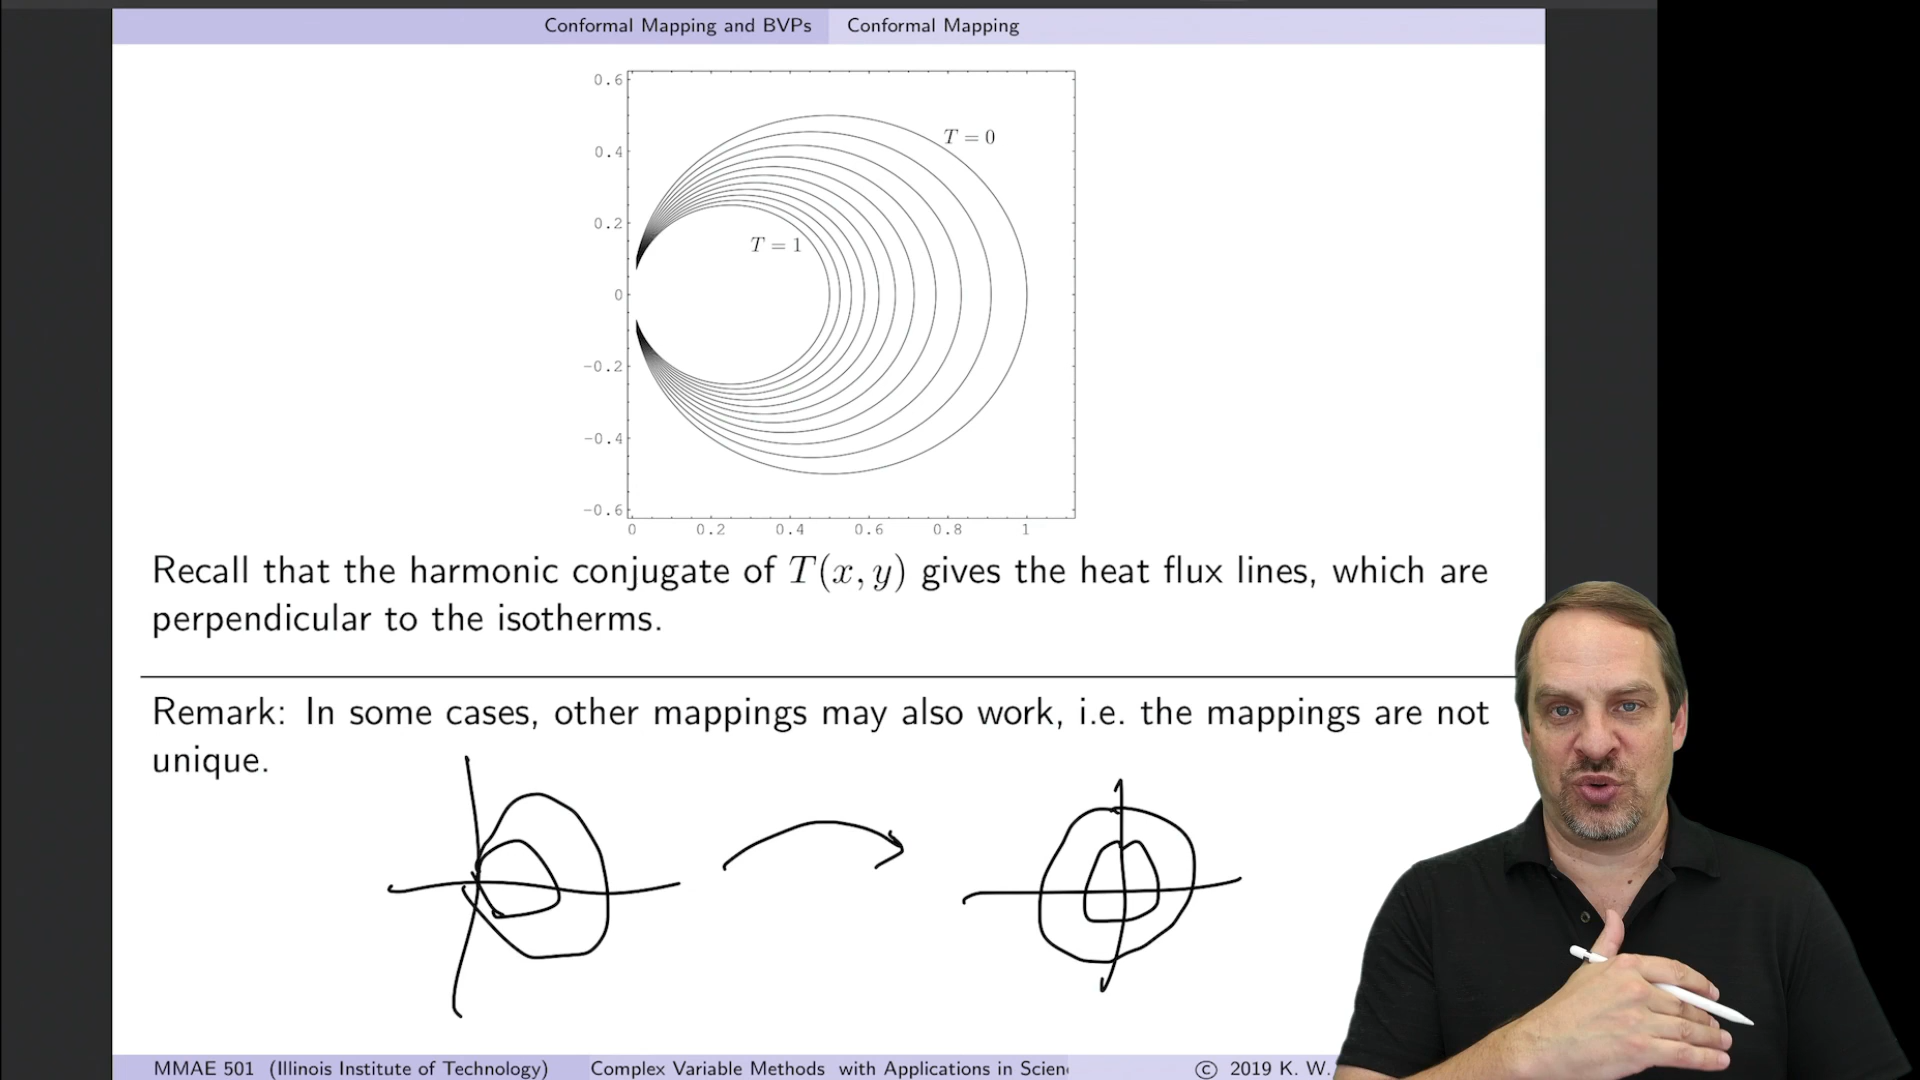 Conformal Mapping and BVPs Conformal Mapping
0.6
0.4
T = 0
0.2
T = 1
0
−0.2
−0.4
−0.6
0 0.2 0.4 0.6 0.8 1
Recall that the harmonic conjugate of T(x, y) gives the heat flux lines, which are
perpendicular to the isotherms.
Remark: In some cases, other mappings may also work, i.e. the mappings are not
unique.
MMAE 501 (Illinois Institute of Technology) Complex Variable Methods with Applications in Scien © 2019 K. W.